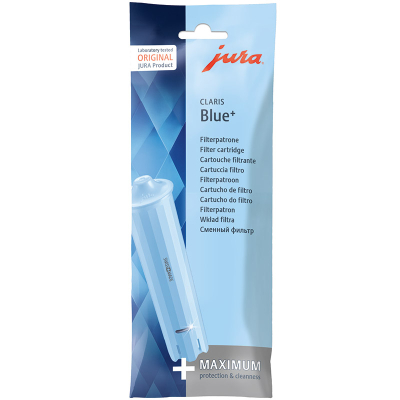 Laboratory tested
ORIGINAL
JURA Product
jura
CLARIS
Blue+
Filterpatrone
Filter cartridge
Cartouche filtrante
Cartuccia filtro
Filterpatroon
Cartucho de filtro
Cartucho do filtro
Filterpatron
Wkład filtra
Сменный фильтр
+ MAXIMUM
protection & cleanness